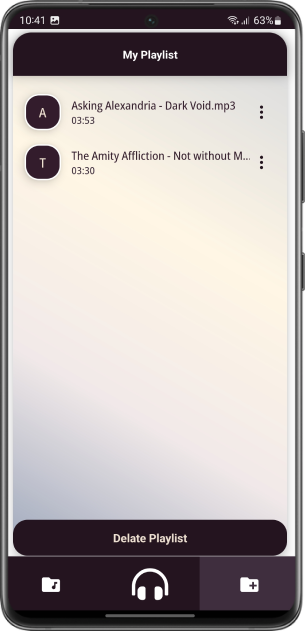 10:41 63%
My Playlist
A
Asking Alexandria - Dark Void.mp3
03:53
T
The Amity Affliction - Not without M...
03:30
Delate Playlist